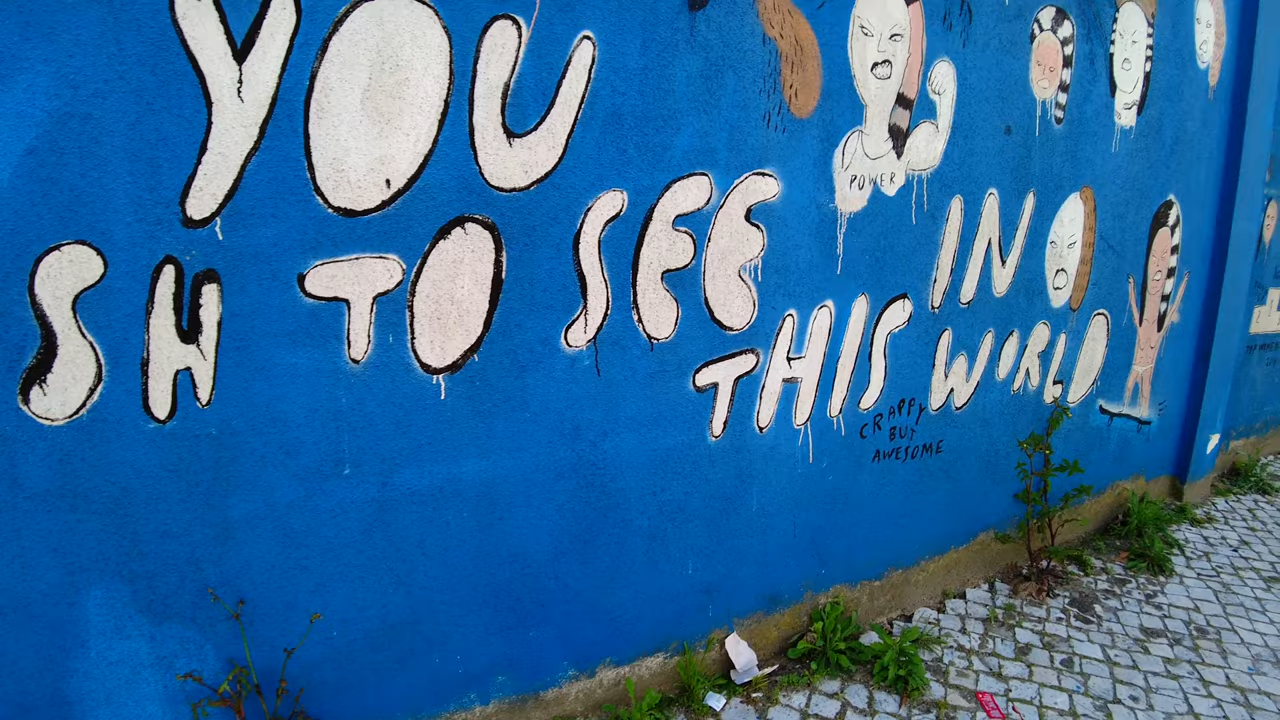 YOU
SH TO SEE IN
THIS WORLD
CRAPPY
BUT
AWESOME
POWER